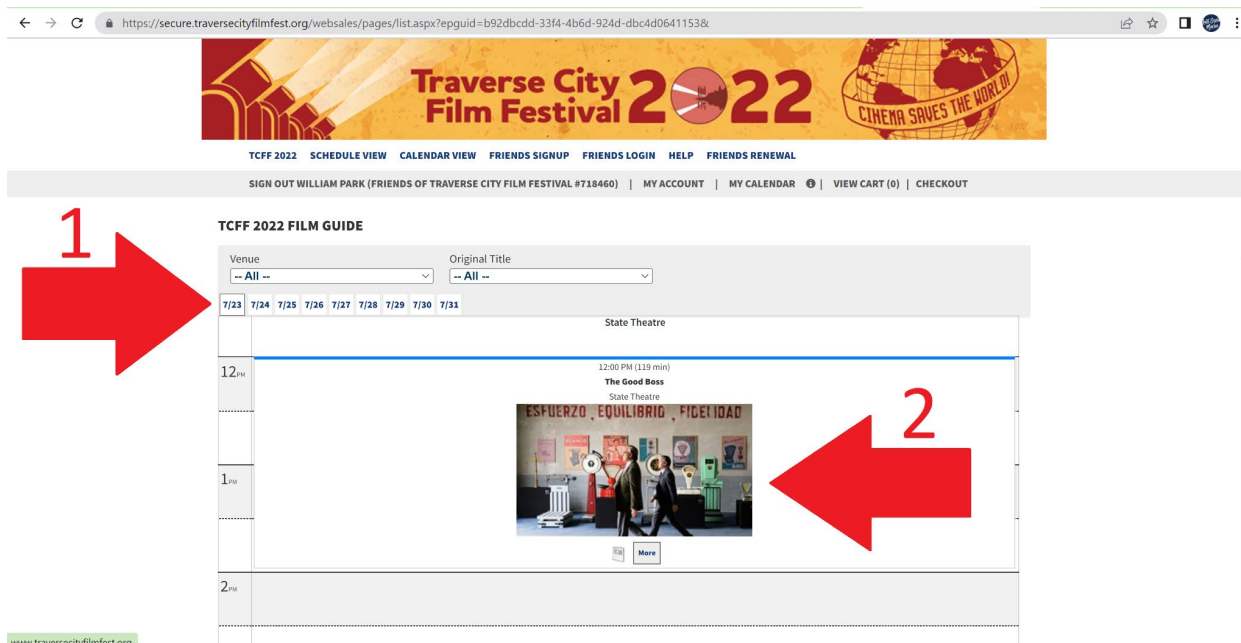 https://secure.traversecityfilmfest.org/websales/pages/list.aspx?epguid=b92dbcdd-33f4-4b6d-924d-dbc4d0641153&
Traverse City
Film Festival 2022
CINEMA SAVES THE WORLD!
TCFF 2022 SCHEDULE VIEW CALENDAR VIEW FRIENDS SIGNUP FRIENDS LOGIN HELP FRIENDS RENEWAL
SIGN OUT WILLIAM PARK (FRIENDS OF TRAVERSE CITY FILM FESTIVAL #718460) | MY ACCOUNT | MY CALENDAR | VIEW CART (0) | CHECKOUT
1
TCFF 2022 FILM GUIDE
Venue Original Title
-- All -- -- All --
7/23 7/24 7/25 7/26 7/27 7/28 7/29 7/30 7/31
State Theatre
12PM
12:00 PM (119 min)
The Good Boss
State Theatre
2
ESFUERZO, EQUILIBRIO, FIDELIDAD
1PM
More
2PM
www.traversecityfilmfest.org